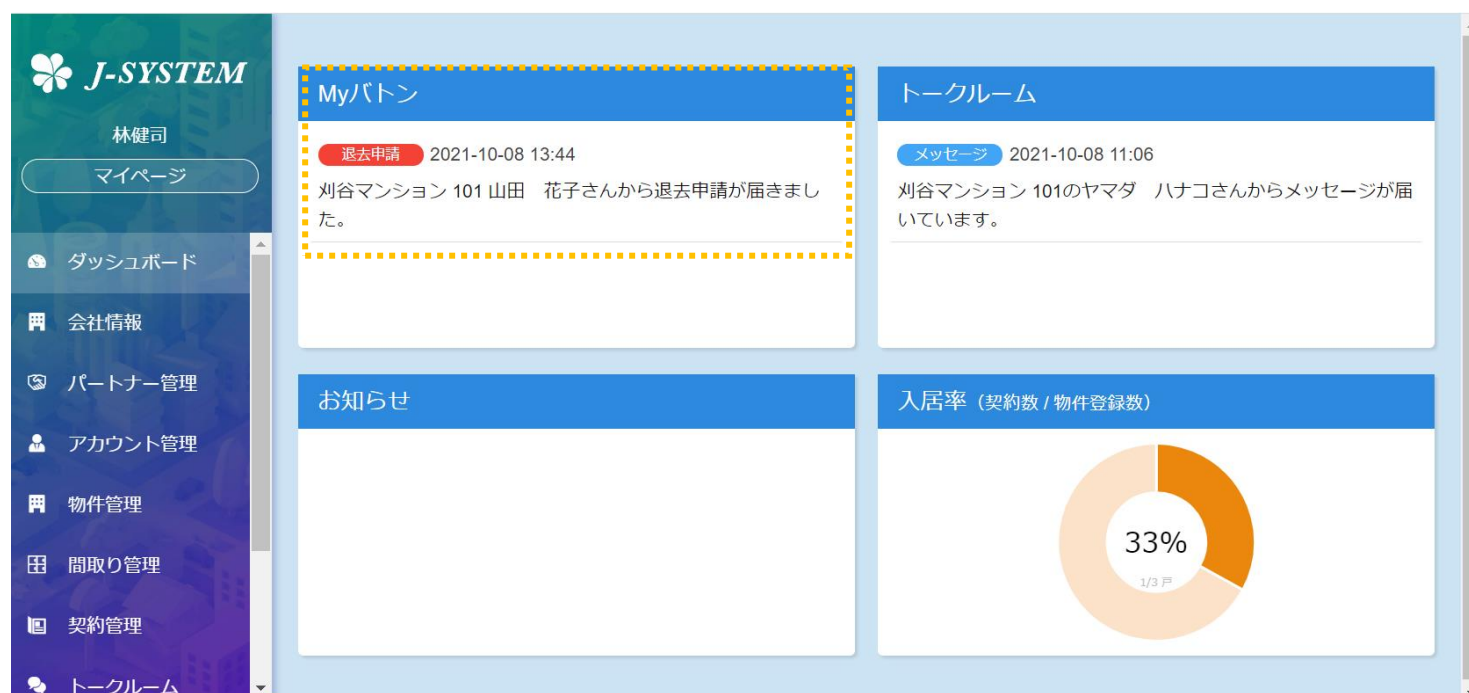 J-SYSTEM
林健司
マイページ
ダッシュボード
会社情報
パートナー管理
アカウント管理
物件管理
間取り管理
契約管理
トークルーム
Myバトン
退去申請 2021-10-08 13:44
刈谷マンション 101 山田　花子さんから退去申請が届きまし
た。
トークルーム
メッセージ 2021-10-08 11:06
刈谷マンション 101のヤマダ　ハナコさんからメッセージが届
いています。
お知らせ
入居率（契約数 / 物件登録数）
33%
1/3 戸